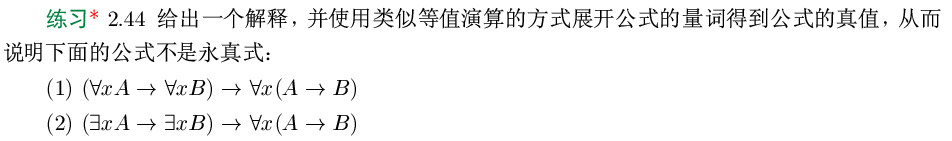 练习* 2.44 给出一个解释，并使用类似等值演算的方式展开公式的量词得到公式的真值，从而
说明下面的公式不是永真式：
(1) (∀xA → ∀xB) → ∀x(A → B)
(2) (∃xA → ∃xB) → ∀x(A → B)